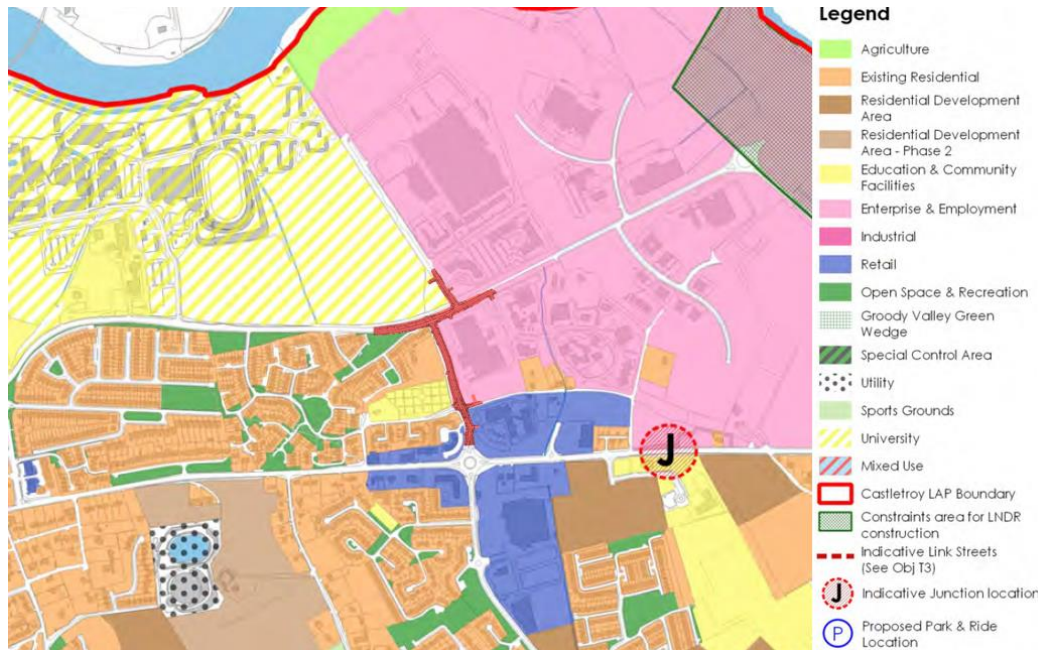 Legend
Agriculture
Existing Residential
Residential Development
Area
Residential Development
Area - Phase 2
Education & Community
Facilities
Enterprise & Employment
Industrial
Retail
Open Space & Recreation
Groody Valley Green
Wedge
Special Control Area
Utility
Sports Grounds
University
Mixed Use
Castletroy LAP Boundary
Constraints area for LNDR
construction
Indicative Link Streets
(See Obj T3)
J
Indicative Junction location
P
Proposed Park & Ride
Location
J